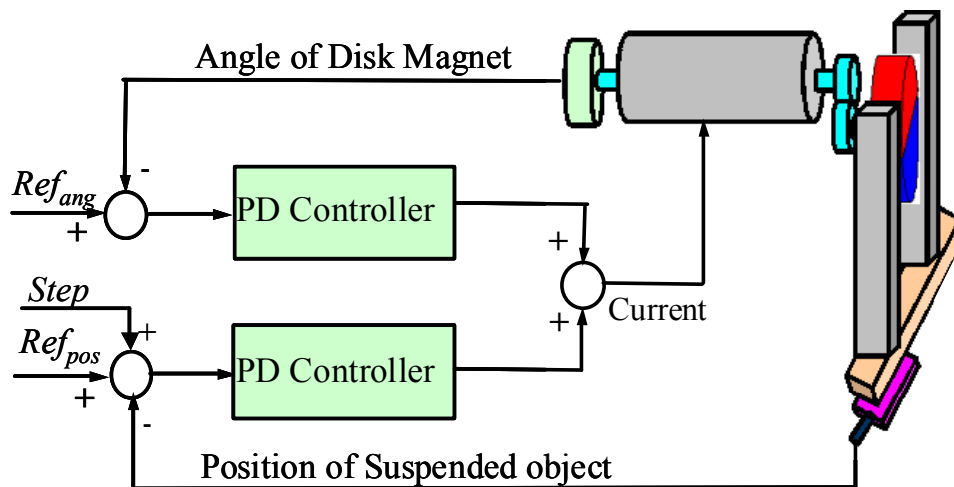 Angle of Disk Magnet
-
Ref_ang
+
PD Controller
+
Step
+
Current
+
Ref_pos
+
PD Controller
-
Position of Suspended object